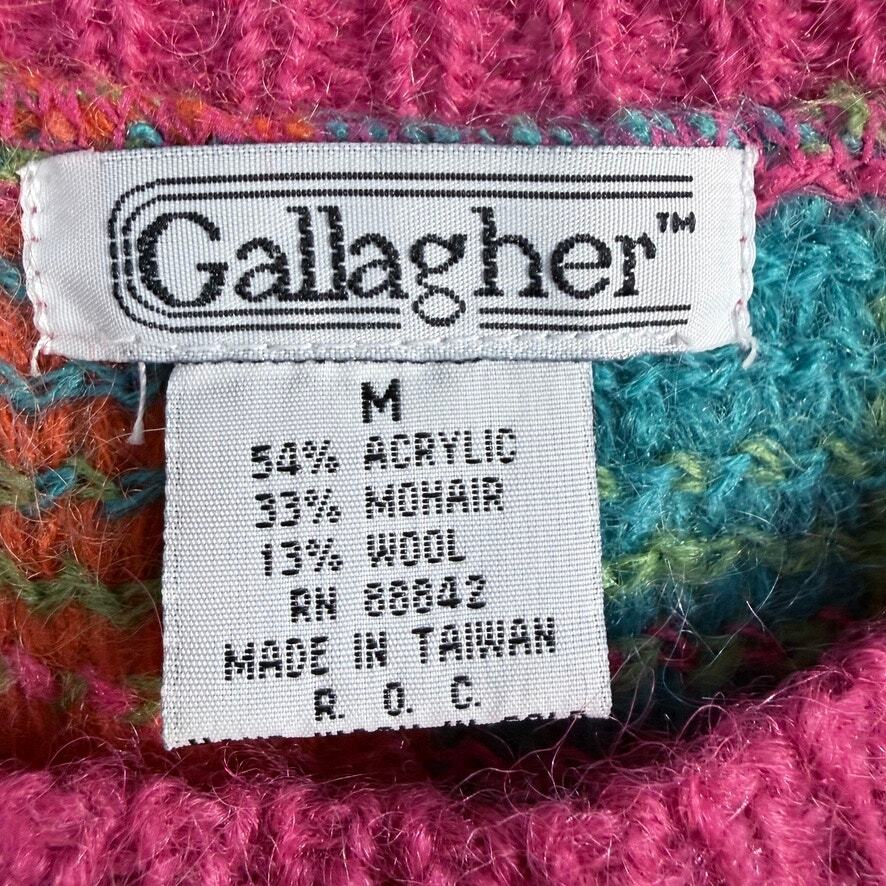 Gallagher™
M
54% ACRYLIC
33% MOHAIR
13% WOOL
RN 88842
MADE IN TAIWAN
R. O. C.